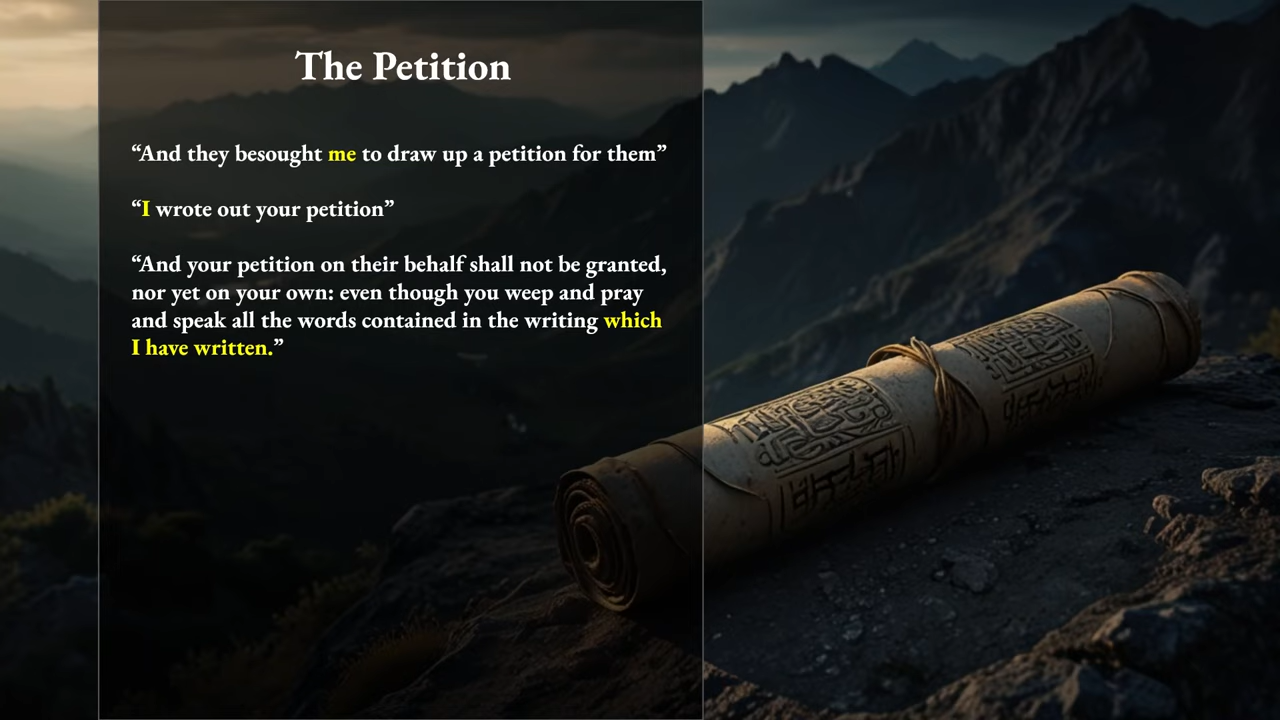 The Petition
“And they besought me to draw up a petition for them”
“I wrote out your petition”
“And your petition on their behalf shall not be granted,
nor yet on your own: even though you weep and pray
and speak all the words contained in the writing which
I have written.”